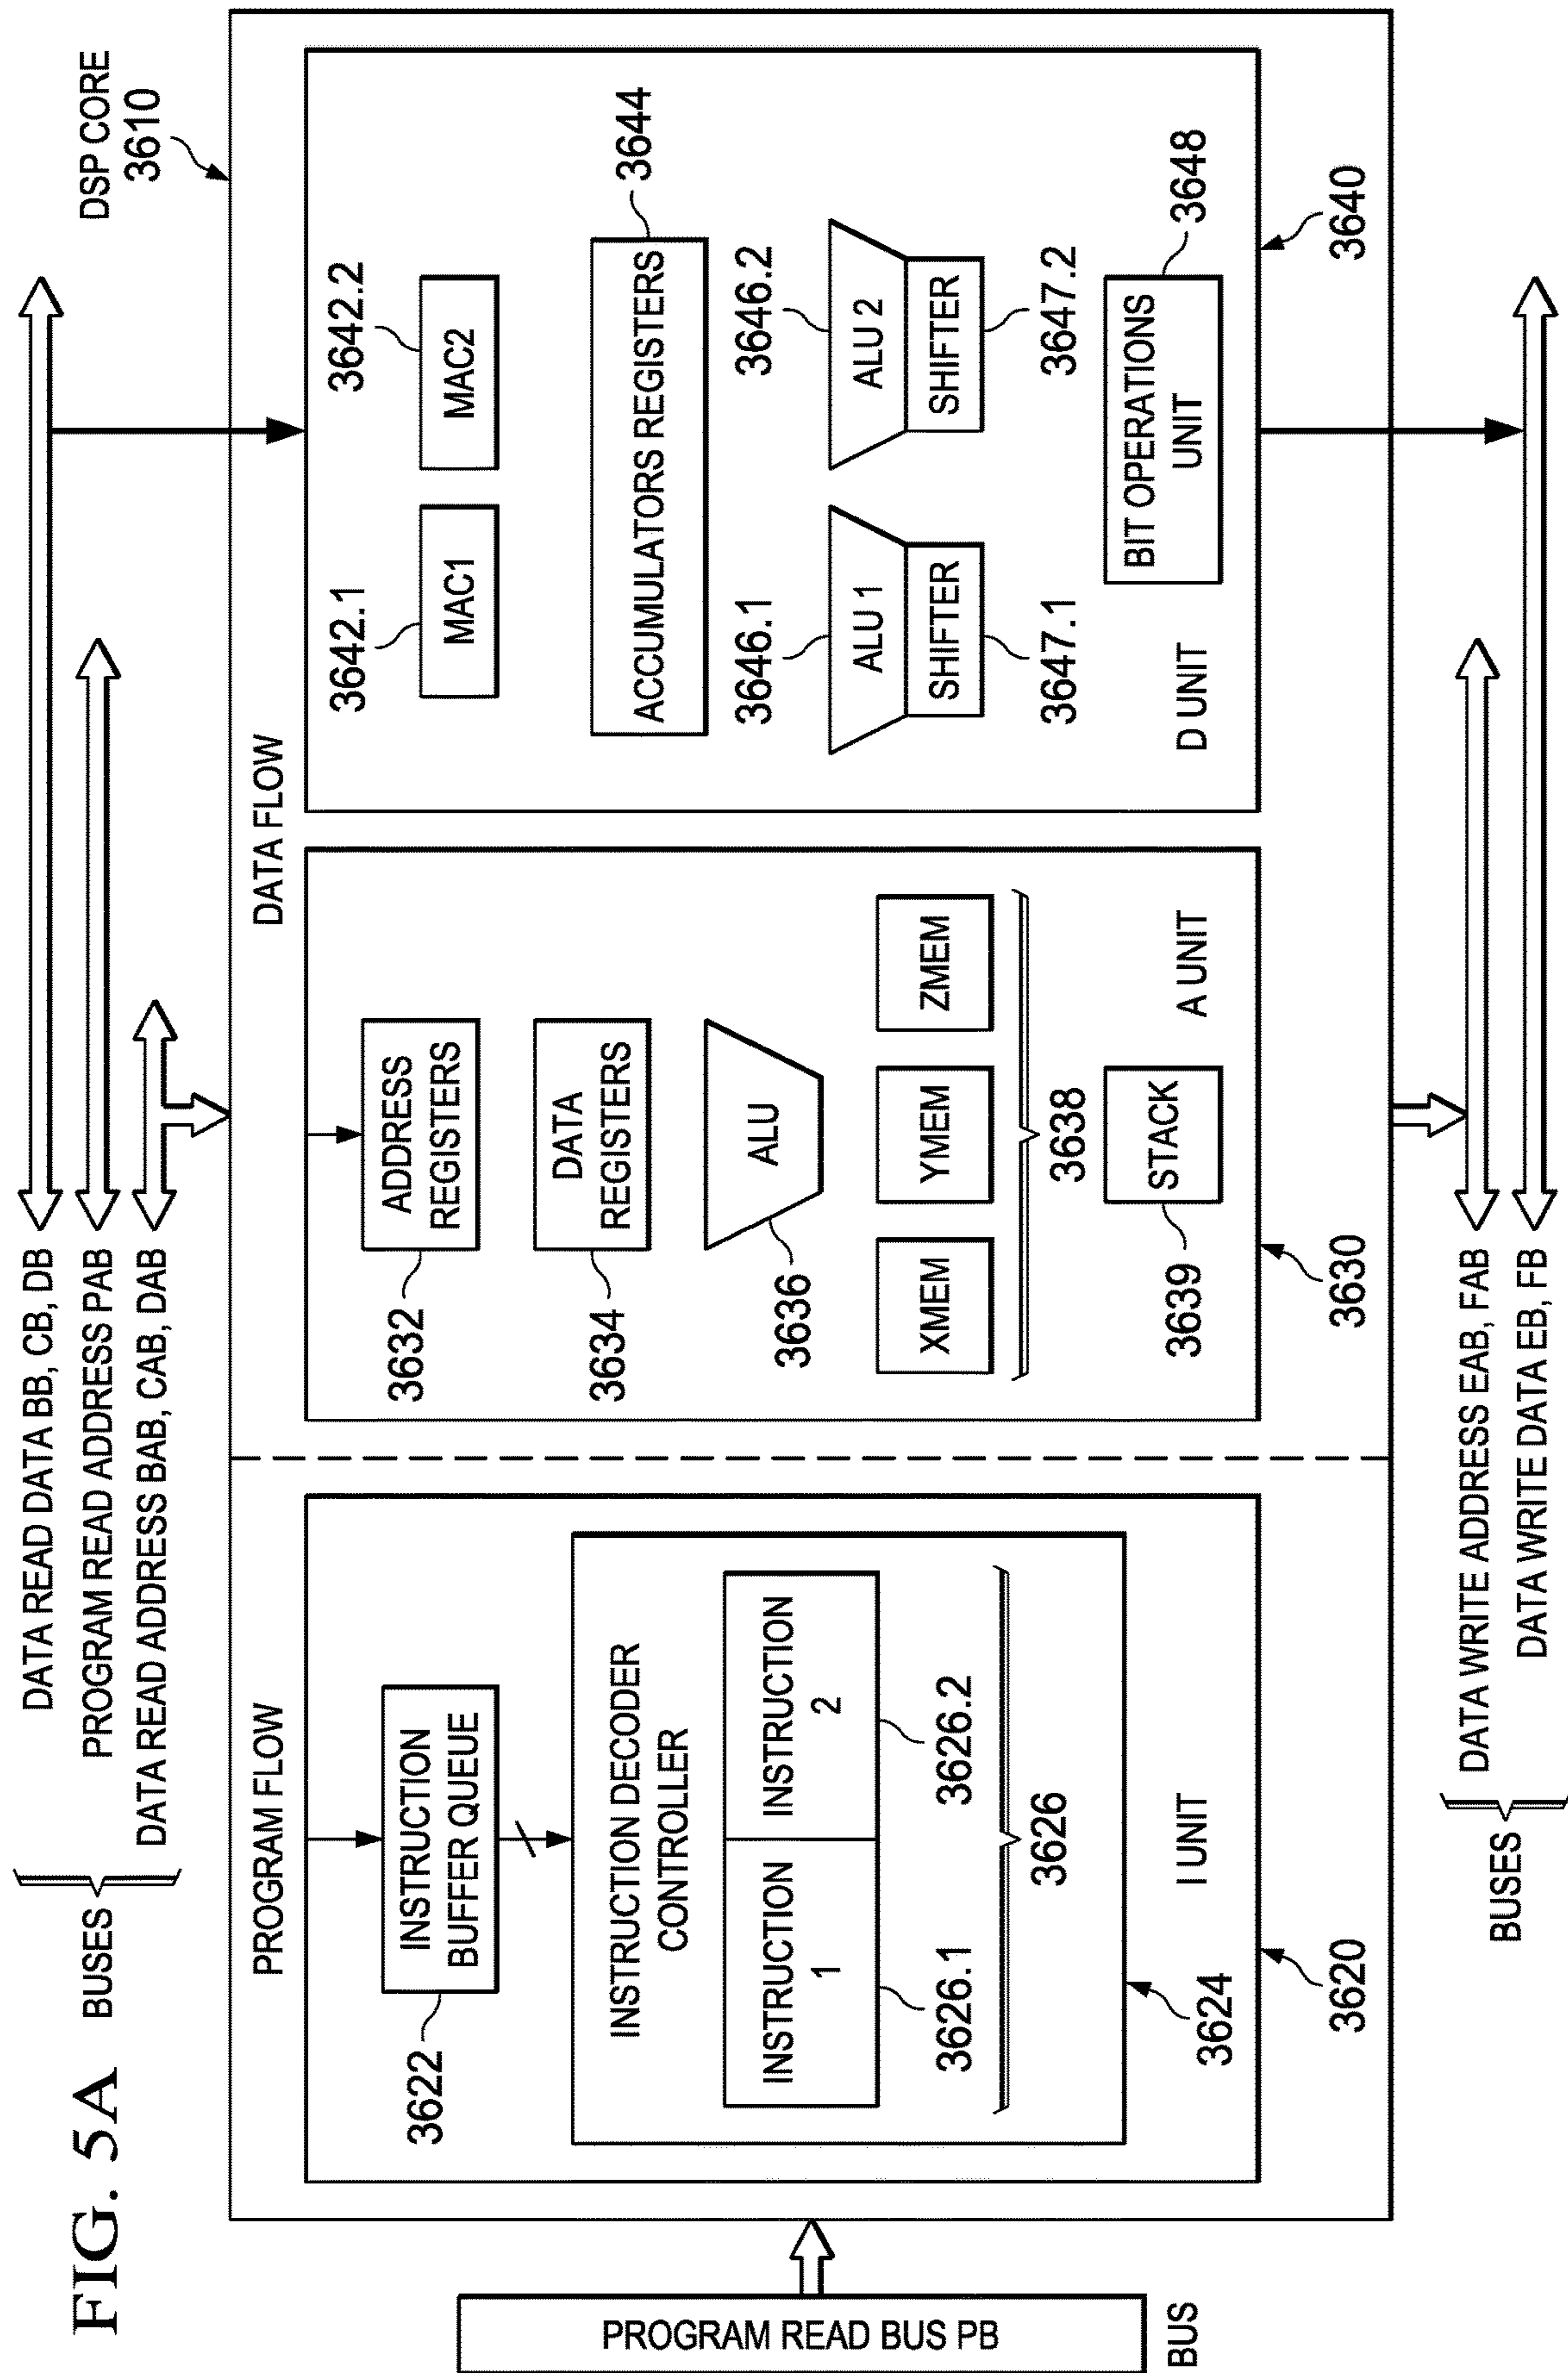 FIG. 5A
BUSES
DATA READ DATA BB, CB, DB
PROGRAM READ ADDRESS PAB
DATA READ ADDRESS BAB, CAB, DAB
DSP CORE
3610
PROGRAM READ BUS PB
BUS
PROGRAM FLOW
INSTRUCTION
BUFFER QUEUE
3622
INSTRUCTION DECODER
CONTROLLER
INSTRUCTION
1
INSTRUCTION
2
3626.1
3626.2
3626
3624
I UNIT
3620
DATA FLOW
ADDRESS
REGISTERS
3632
DATA
REGISTERS
3634
ALU
3636
XMEM
YMEM
ZMEM
3638
STACK
3639
A UNIT
3630
3642.1
3642.2
MAC1
MAC2
ACCUMULATORS REGISTERS
3644
3646.1
3646.2
ALU 1
ALU 2
SHIFTER
SHIFTER
3647.1
3647.2
BIT OPERATIONS
UNIT
3648
D UNIT
3640
BUSES
DATA WRITE ADDRESS EAB, FAB
DATA WRITE DATA EB, FB